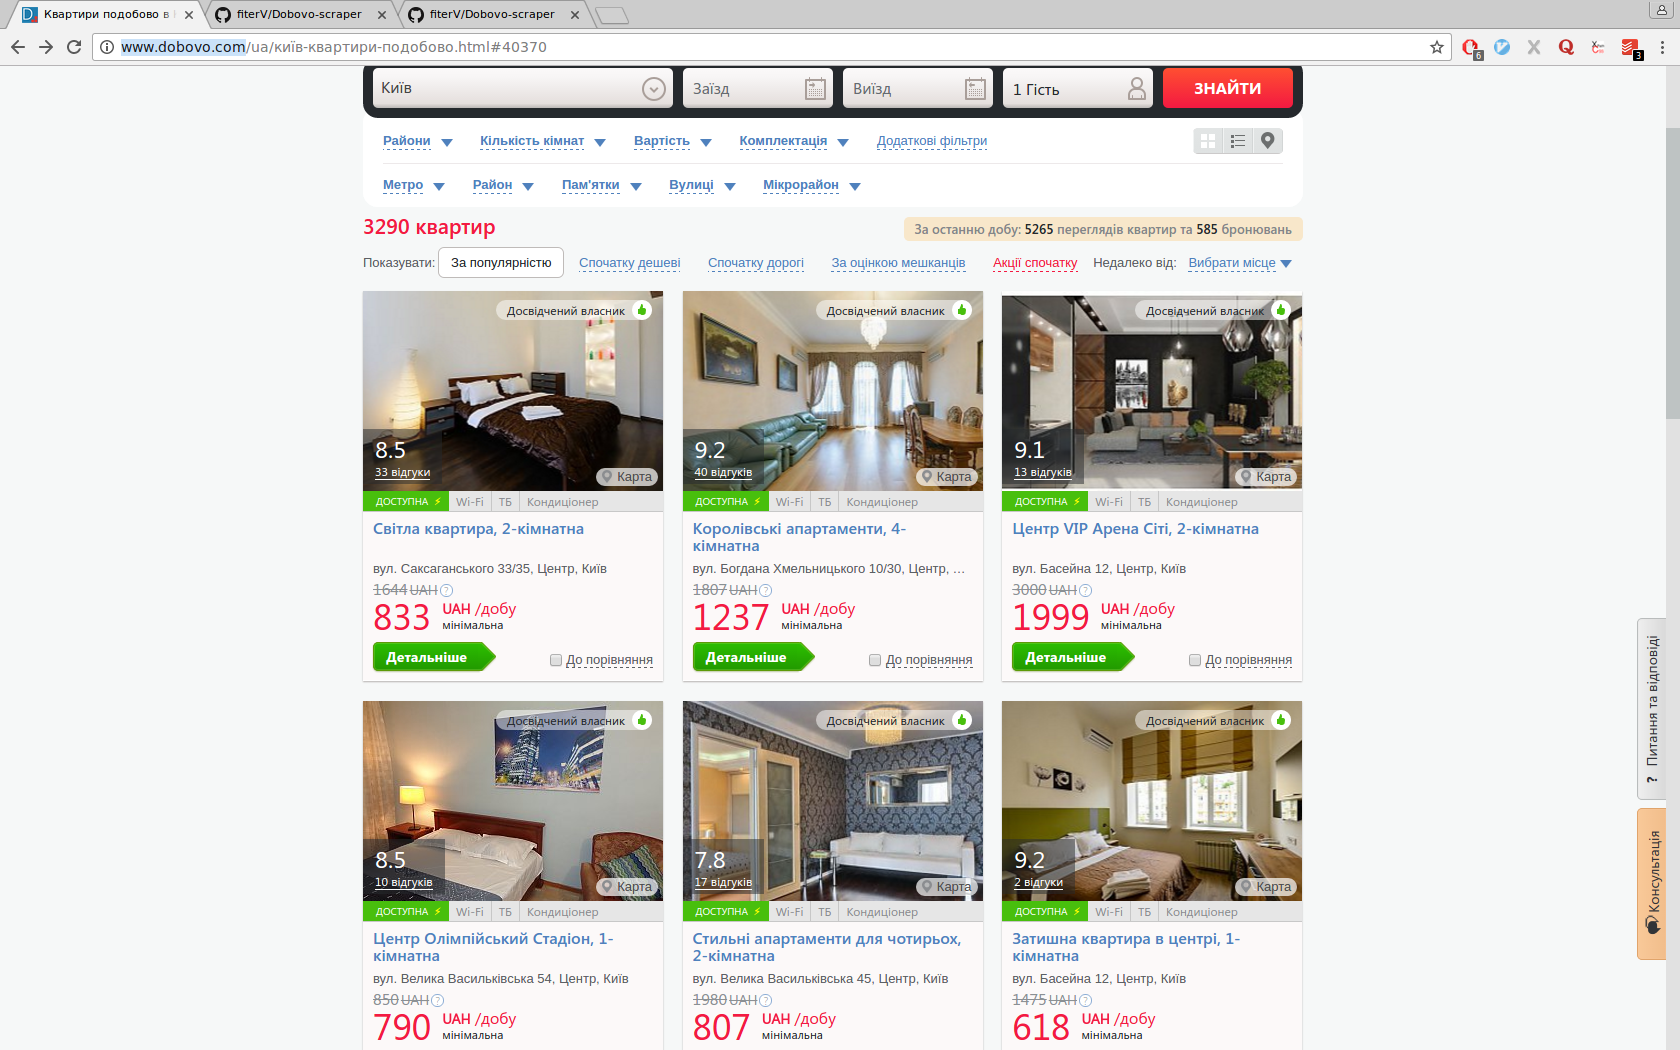 Квартири подобово в
fiterV/Dobovo-scraper
fiterV/Dobovo-scraper
www.dobovo.com/ua/київ-квартири-подобово.html#40370
6
3
Київ
Заїзд
Виїзд
1 Гість
ЗНАЙТИ
Райони
Кількість кімнат
Вартість
Комплектація
Додаткові фільтри
Метро
Район
Пам'ятки
Вулиці
Мікрорайон
3290 квартир
За останню добу: 5265 переглядів квартир та 585 бронювань
Показувати:
За популярністю
Спочатку дешеві
Спочатку дорогі
За оцінкою мешканців
Акції спочатку
Недалеко від:
Вибрати місце
Досвідчений власник
8.5
33 відгуки
Карта
ДОСТУПНА
Wi-Fi
ТБ
Кондиціонер
Світла квартира, 2-кімнатна
вул. Саксаганського 33/35, Центр, Київ
1644 UAH ?
833 UAH /добу
мінімальна
Детальніше
До порівняння
Досвідчений власник
9.2
40 відгуків
Карта
ДОСТУПНА
Wi-Fi
ТБ
Кондиціонер
Королівські апартаменти, 4-
кімнатна
вул. Богдана Хмельницького 10/30, Центр, ...
1807 UAH ?
1237 UAH /добу
мінімальна
Детальніше
До порівняння
Досвідчений власник
9.1
13 відгуків
Карта
ДОСТУПНА
Wi-Fi
ТБ
Кондиціонер
Центр VIP Арена Сіті, 2-кімнатна
вул. Басейна 12, Центр, Київ
3000 UAH ?
1999 UAH /добу
мінімальна
Детальніше
До порівняння
Досвідчений власник
8.5
10 відгуків
Карта
ДОСТУПНА
Wi-Fi
ТБ
Кондиціонер
Центр Олімпійський Стадіон, 1-
кімнатна
вул. Велика Васильківська 54, Центр, Київ
850 UAH ?
790 UAH /добу
мінімальна
Досвідчений власник
7.8
17 відгуків
Карта
ДОСТУПНА
Wi-Fi
ТБ
Кондиціонер
Стильні апартаменти для чотирьох,
2-кімнатна
вул. Велика Васильківська 45, Центр, Київ
1980 UAH ?
807 UAH /добу
мінімальна
Досвідчений власник
9.2
2 відгуки
Карта
ДОСТУПНА
Wi-Fi
ТБ
Кондиціонер
Затишна квартира в центрі, 1-
кімнатна
вул. Басейна 12, Центр, Київ
1475 UAH ?
618 UAH /добу
мінімальна
? Питання та відповіді
Консультація